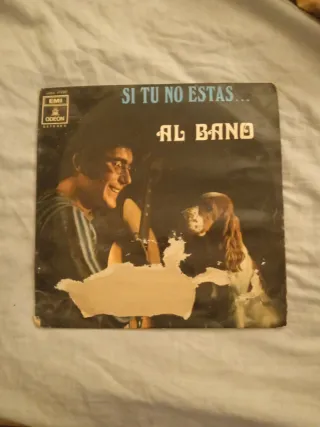 SI TU NO ESTAS...
EMI
ODEON
AL BANO